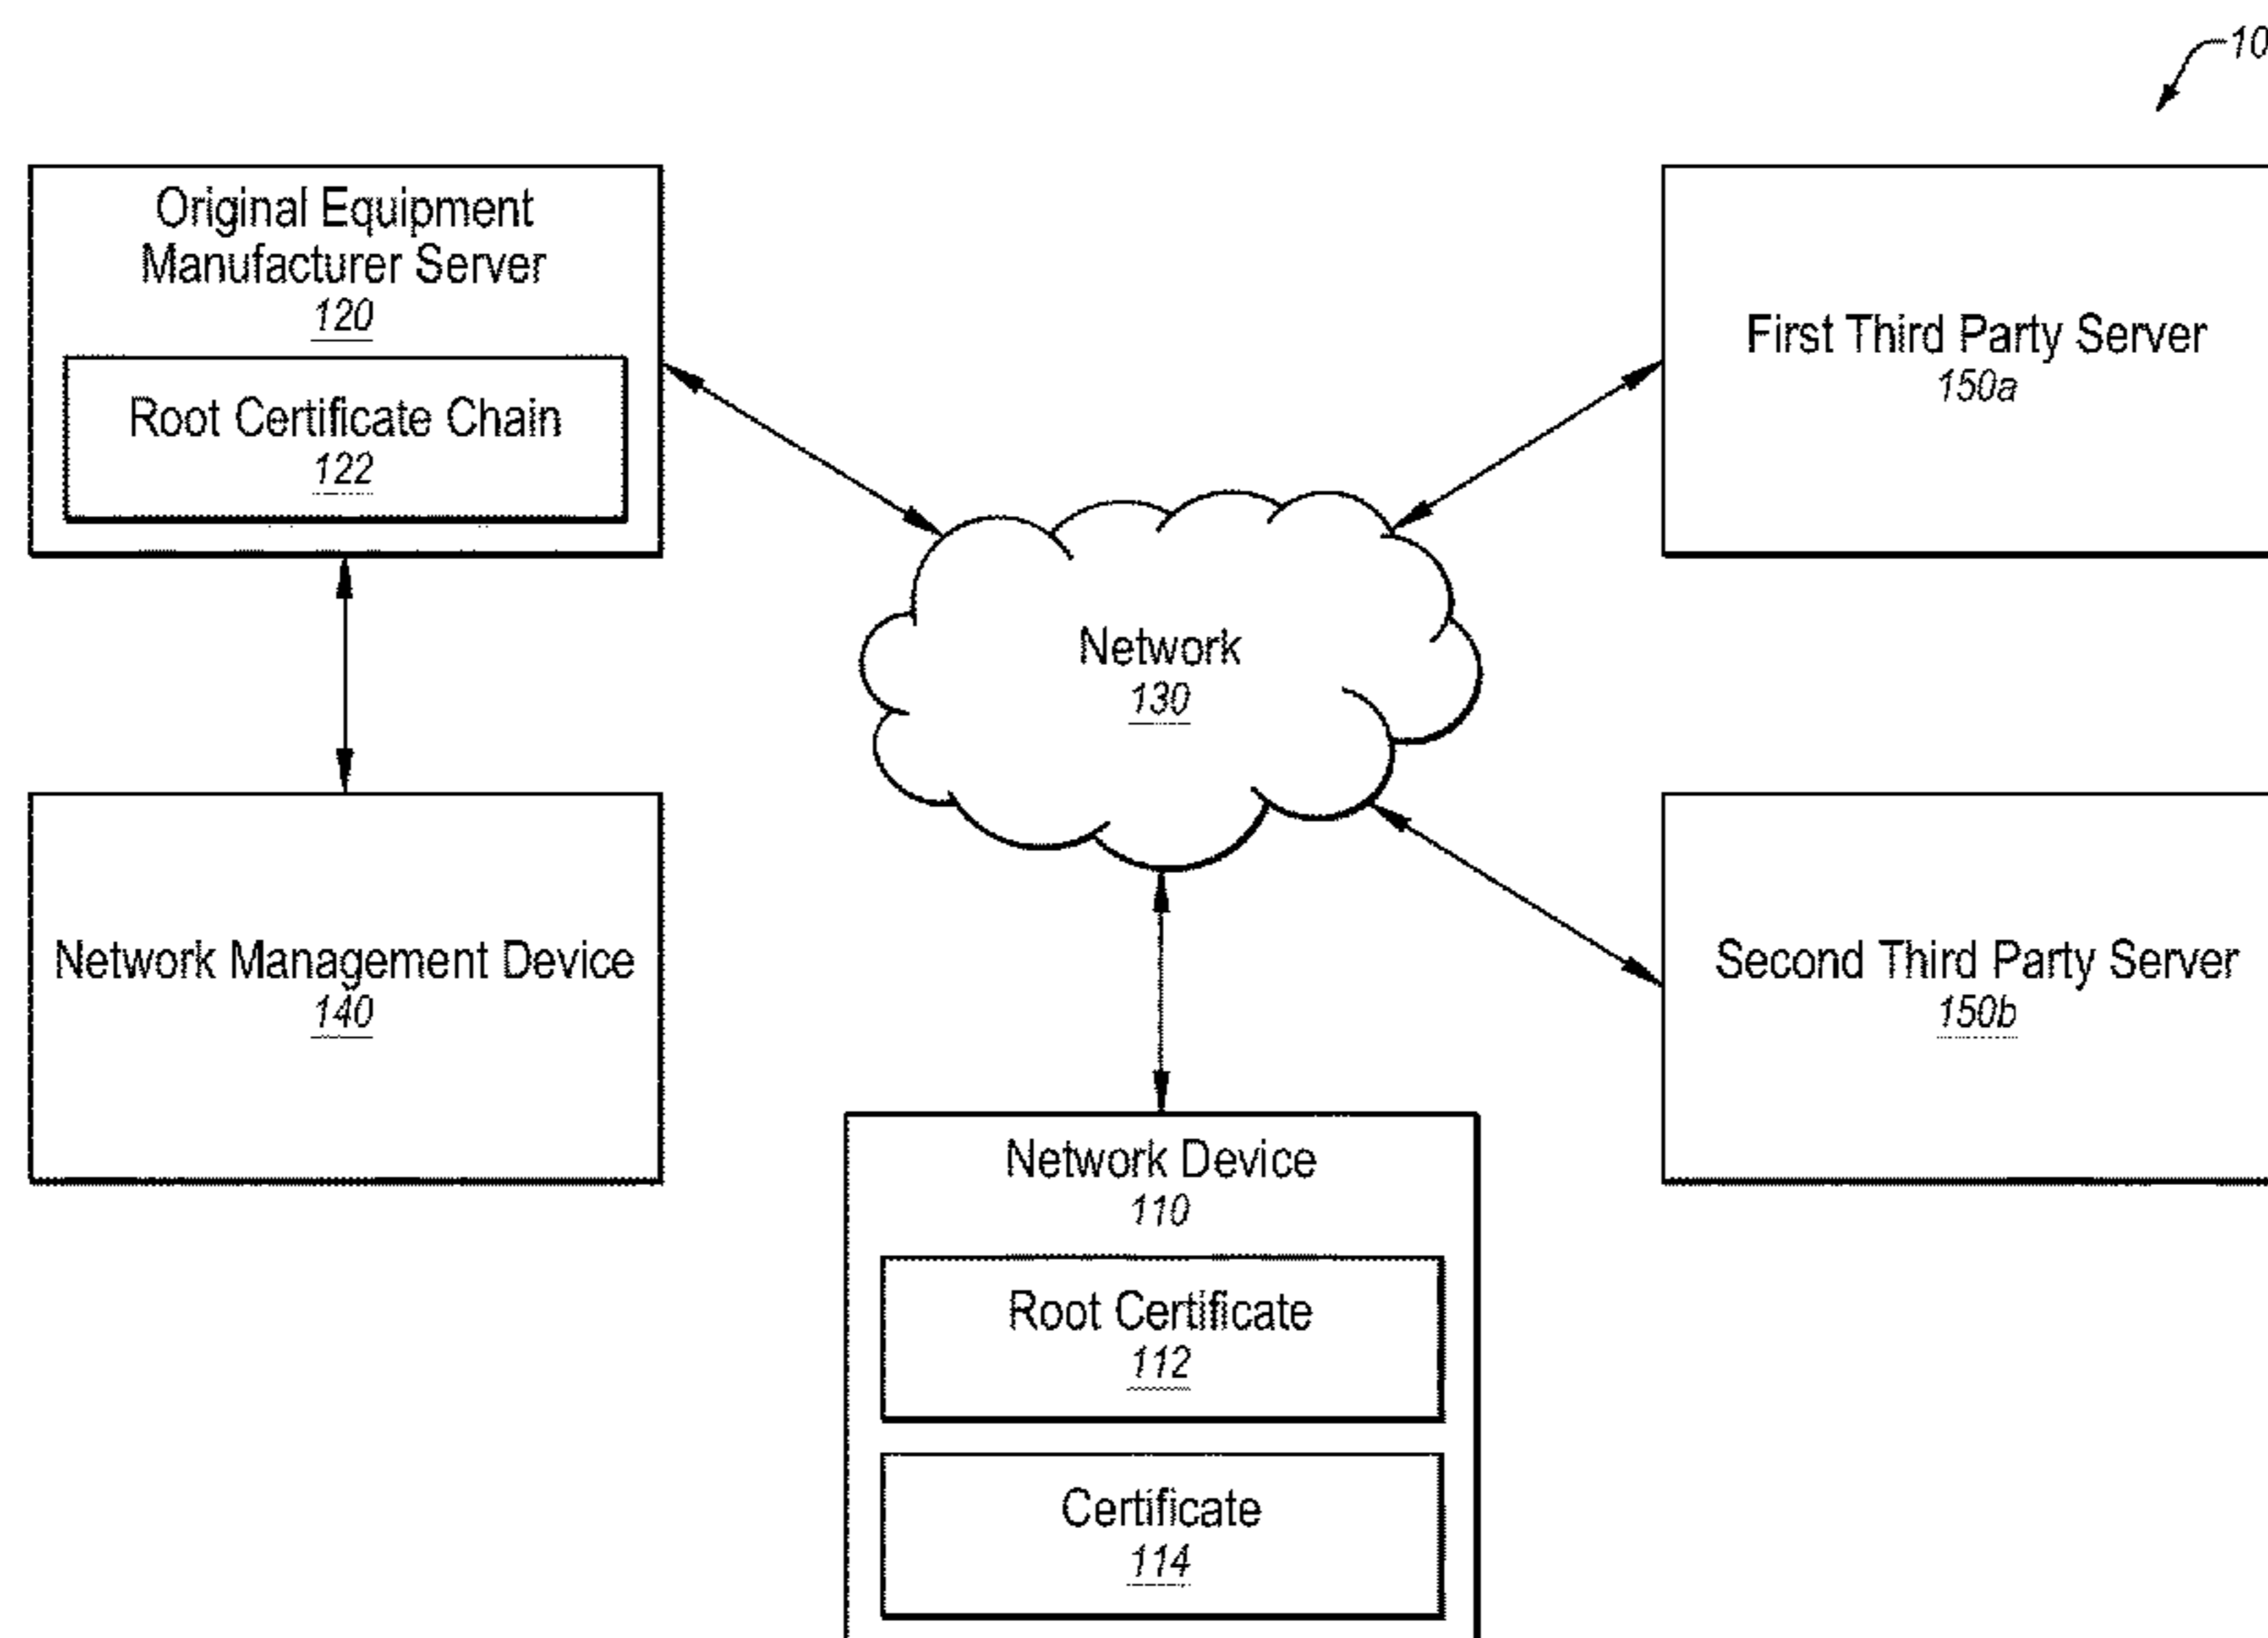 10
Original Equipment
Manufacturer Server
120
Root Certificate Chain
122
First Third Party Server
150a
Network
130
Network Management Device
140
Second Third Party Server
150b
Network Device
110
Root Certificate
112
Certificate
114